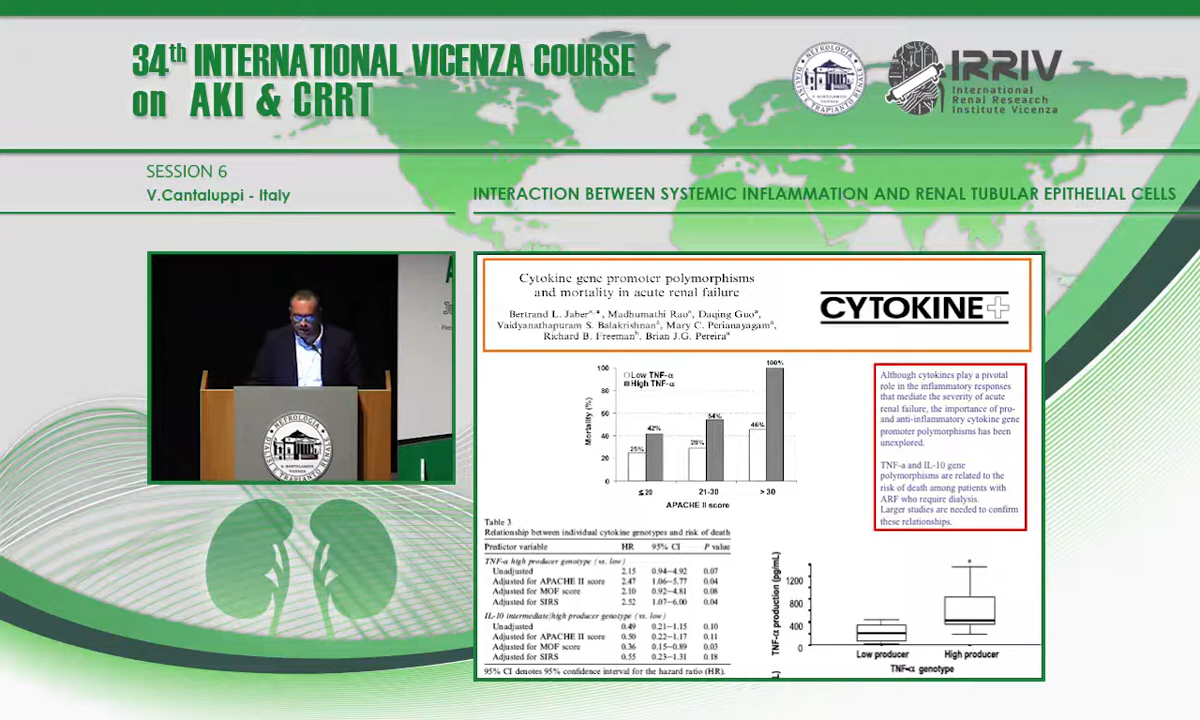 34th INTERNATIONAL VICENZA COURSE
on AKI & CRRT
IRRIV
International
Renal Research
Institute Vicenza
SESSION 6
V.Cantaluppi - Italy
INTERACTION BETWEEN SYSTEMIC INFLAMMATION AND RENAL TUBULAR EPITHELIAL CELLS
Cytokine gene promoter polymorphisms
and mortality in acute renal failure
Bertrand L. Jaber, Madhumathi Rao, Daqing Guo,
Vaidyanathapuram S. Balakrishnan, Mary C. Perianayagam,
Richard B. Freeman, Brian J.G. Pereira
CYTOKINE+
Low TNF-α
High TNF-α
Mortality (%)
100
80
60
40
20
0
25%
42%
29%
54%
46%
100%
≤20
21-30
> 30
APACHE II score
Although cytokines play a pivotal
role in the inflammatory responses
that mediate the severity of acute
renal failure, the importance of pro-
and anti-inflammatory cytokine gene
promoter polymorphisms has been
unexplored.
TNF-a and IL-10 gene
polymorphisms are related to the
risk of death among patients with
ARF who require dialysis.
Larger studies are needed to confirm
these relationships.
Table 3
Relationship between individual cytokine genotypes and risk of death
Predictor variable HR 95% CI P value
TNF-α high producer genotype (vs. low)
Unadjusted 2.15 0.94–4.92 0.07
Adjusted for APACHE II score 2.47 1.06–5.77 0.04
Adjusted for MOF score 2.10 0.92–4.81 0.08
Adjusted for SIRS 2.52 1.07–6.00 0.04
IL-10 intermediate/high producer genotype (vs. low)
Unadjusted 0.49 0.21–1.15 0.10
Adjusted for APACHE II score 0.50 0.22–1.17 0.11
Adjusted for MOF score 0.36 0.15–0.89 0.03
Adjusted for SIRS 0.55 0.23–1.31 0.18
95% CI denotes 95% confidence interval for the hazard ratio (HR).
TNF-α production (pg/mL)
1200
800
400
0
*
Low producer
High producer
TNF-α genotype